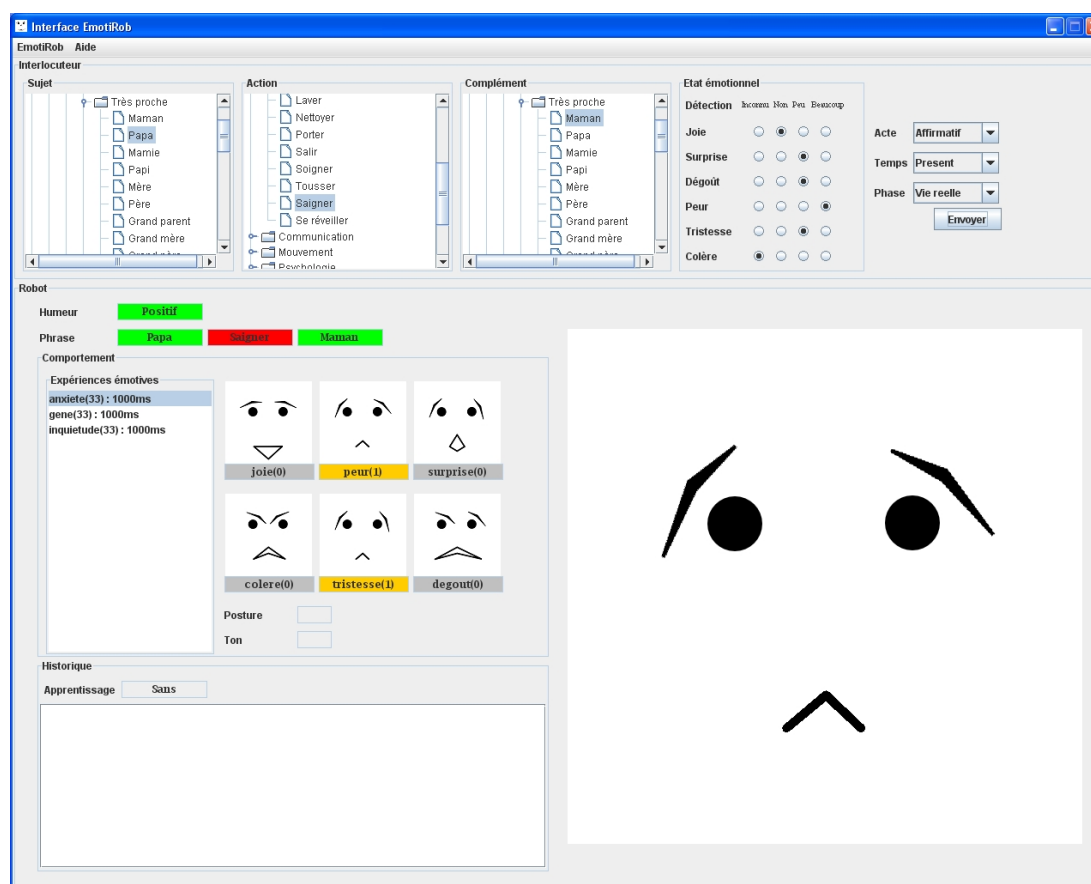 Interface EmotiRob
EmotiRob Aide
Interlocuteur
Sujet
Très proche
Maman
Papa
Mamie
Papi
Mère
Père
Grand parent
Grand mère
Grand père
Action
Laver
Nettoyer
Porter
Salir
Soigner
Tousser
Saigner
Se réveiller
Communication
Mouvement
Psychologie
Complément
Très proche
Maman
Papa
Mamie
Papi
Mère
Père
Grand parent
Grand mère
Grand père
Etat émotionnel
Détection Inconnu Non Peu Beaucoup
Joie
Surprise
Dégoût
Peur
Tristesse
Colère
Acte Affirmatif
Temps Present
Phase Vie reelle
Envoyer
Robot
Humeur Positif
Phrase Papa Saigner Maman
Comportement
Expériences émotives
anxiete(33) : 1000ms
gene(33) : 1000ms
inquietude(33) : 1000ms
joie(0) peur(1) surprise(0)
colere(0) tristesse(1) degout(0)
Posture
Ton
Historique
Apprentissage Sans